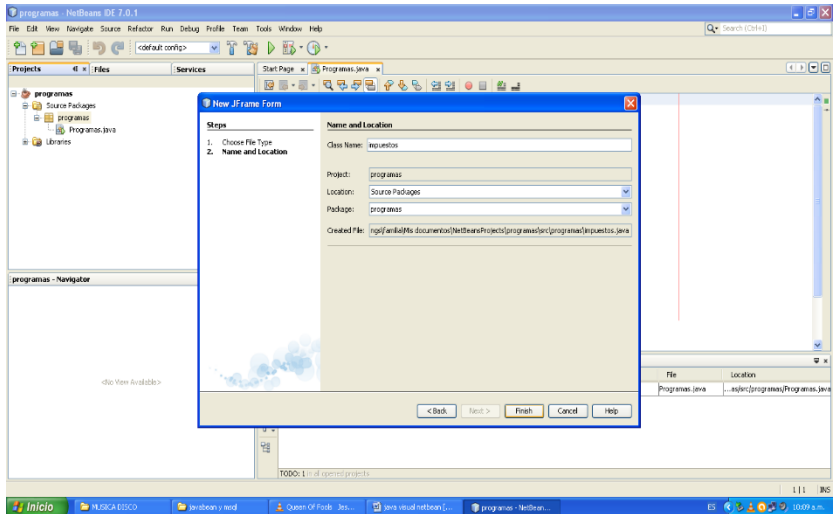 programas - NetBeans IDE 7.0.1
File Edit View Navigate Source Refactor Run Debug Profile Team Tools Window Help
Search (Ctrl+I)
<default config>
Projects Files Services
Start Page Programas.java
programas
Source Packages
programas
Programas.java
Libraries
New JFrame Form
Steps
1. Choose File Type
2. Name and Location
Name and Location
Class Name: impuestos
Project: programas
Location: Source Packages
Package: programas
Created File: ngs\familia\Mis documentos\NetBeansProjects\programas\src\programas\impuestos.java
< Back Next > Finish Cancel Help
programas - Navigator
<No View Available>
File Location
Programas.java ...as/src/programas/Programas.java
TODO: 1 in all opened projects
1|1 INS
Inicio
MUSICA DISCO
javabean y mod
Queen Of Fools Jes...
java visual netbean [...
programas - NetBean...
ES 10:09 a.m.